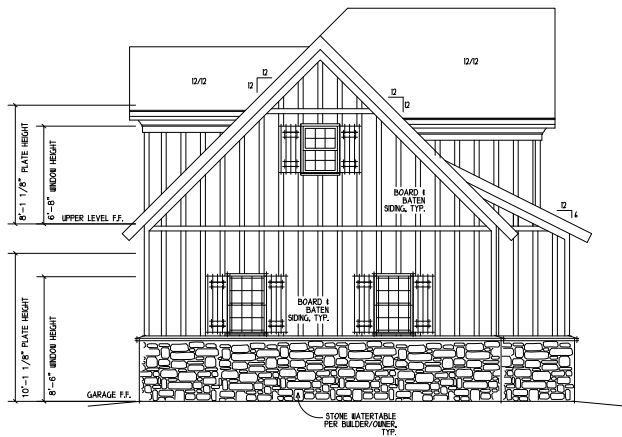 12/12
12/12
12
12
12
12
8'-1 1/8" PLATE HEIGHT
6'-8" WINDOW HEIGHT
BOARD &
BATEN
SIDING, TYP.
12
4
UPPER LEVEL F.F.
10'-1 1/8" PLATE HEIGHT
8'-6" WINDOW HEIGHT
BOARD &
BATEN
SIDING, TYP.
GARAGE F.F.
STONE WATERTABLE
PER BUILDER/OWNER,
TYP.